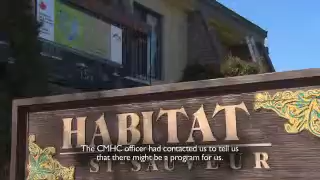 HABITAT
ST SAUVEUR
The CMHC officer had contacted us to tell us
that there might be a program for us.